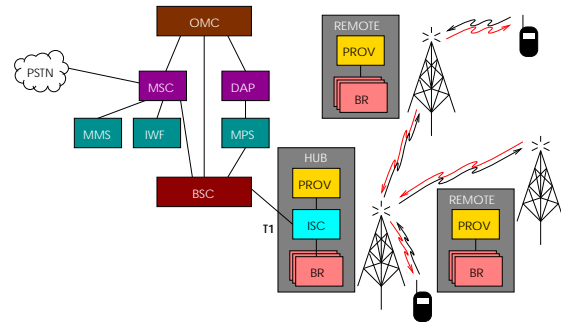 OMC
REMOTE
PROV
BR
PSTN
MSC
DAP
MMS
IWF
MPS
HUB
PROV
BSC
T1
ISC
BR
REMOTE
PROV
BR